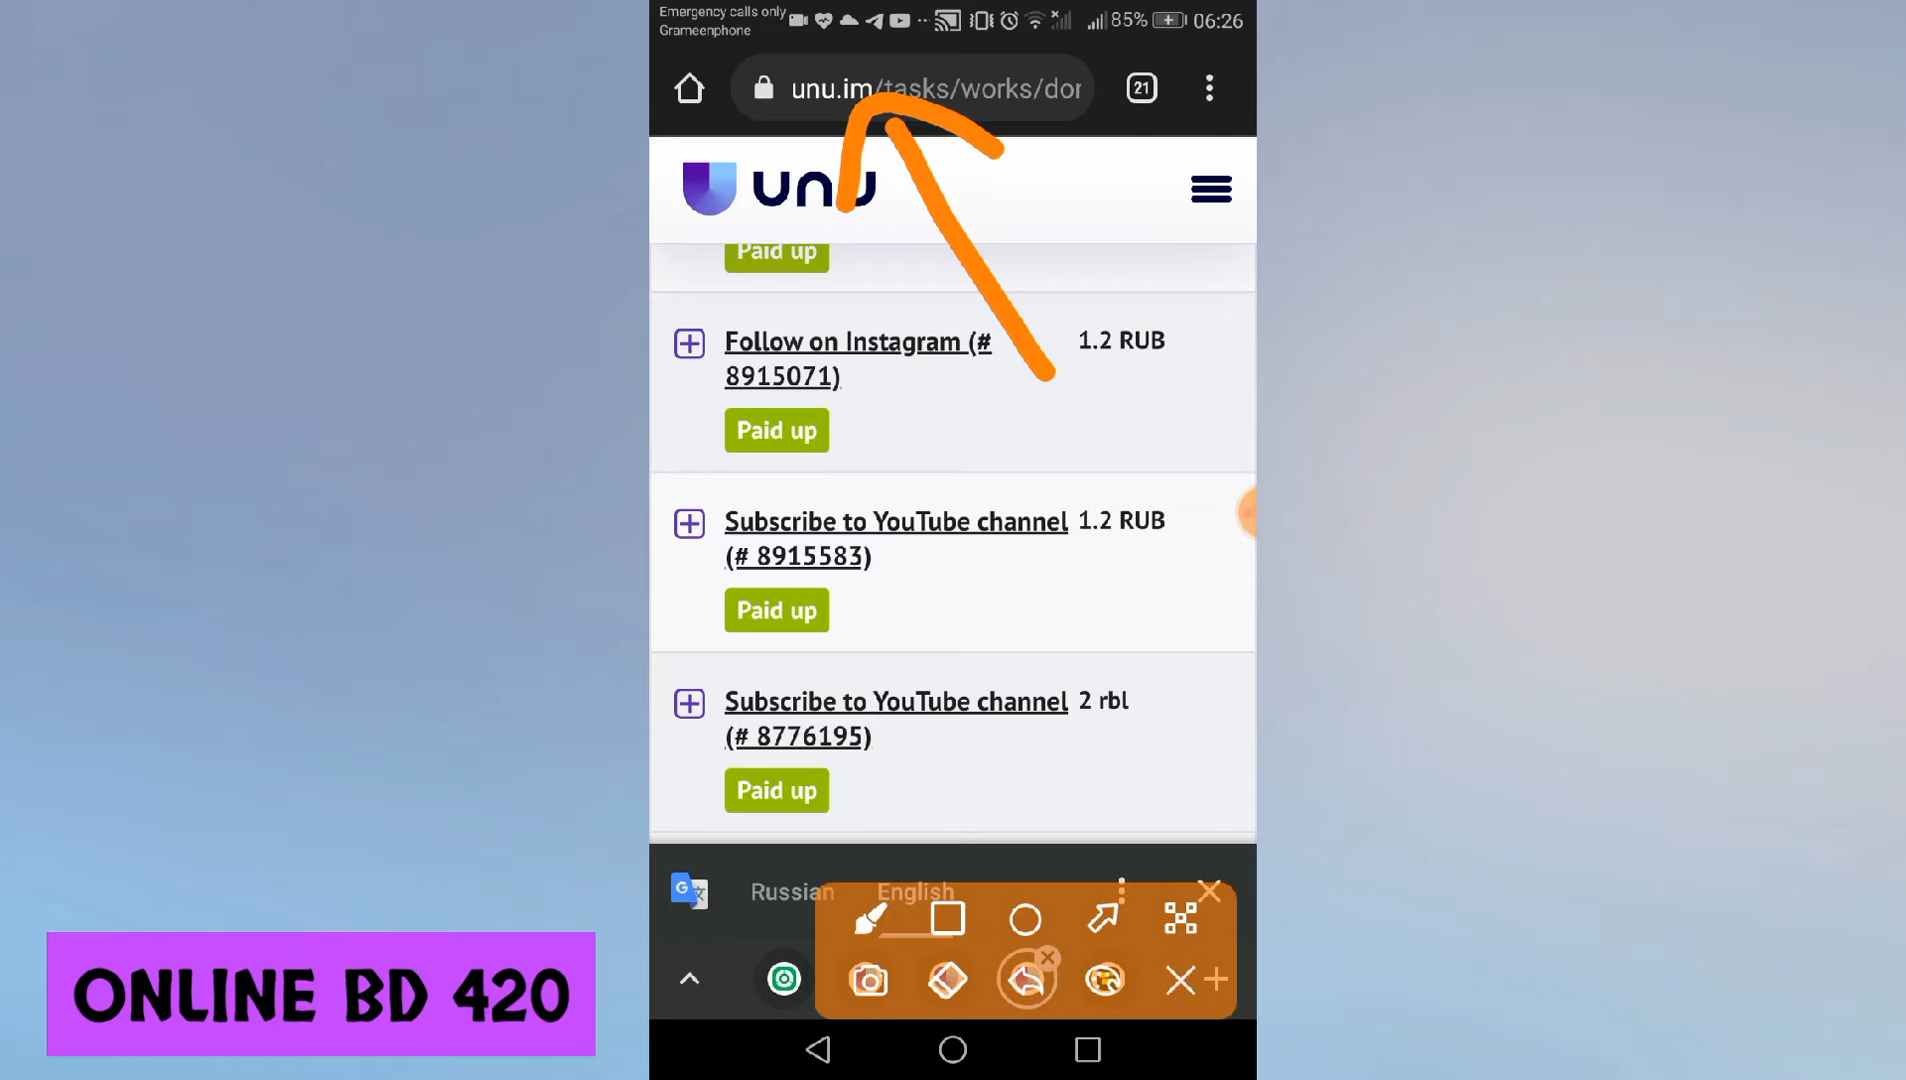 Emergency calls only
Grameenphone
85% 06:26
unu.im/tasks/works/dor
21
unu
Paid up
Follow on Instagram (# 8915071)
1.2 RUB
Paid up
Subscribe to YouTube channel (# 8915583)
1.2 RUB
Paid up
Subscribe to YouTube channel (# 8776195)
2 rbl
Paid up
Russian English
ONLINE BD 420